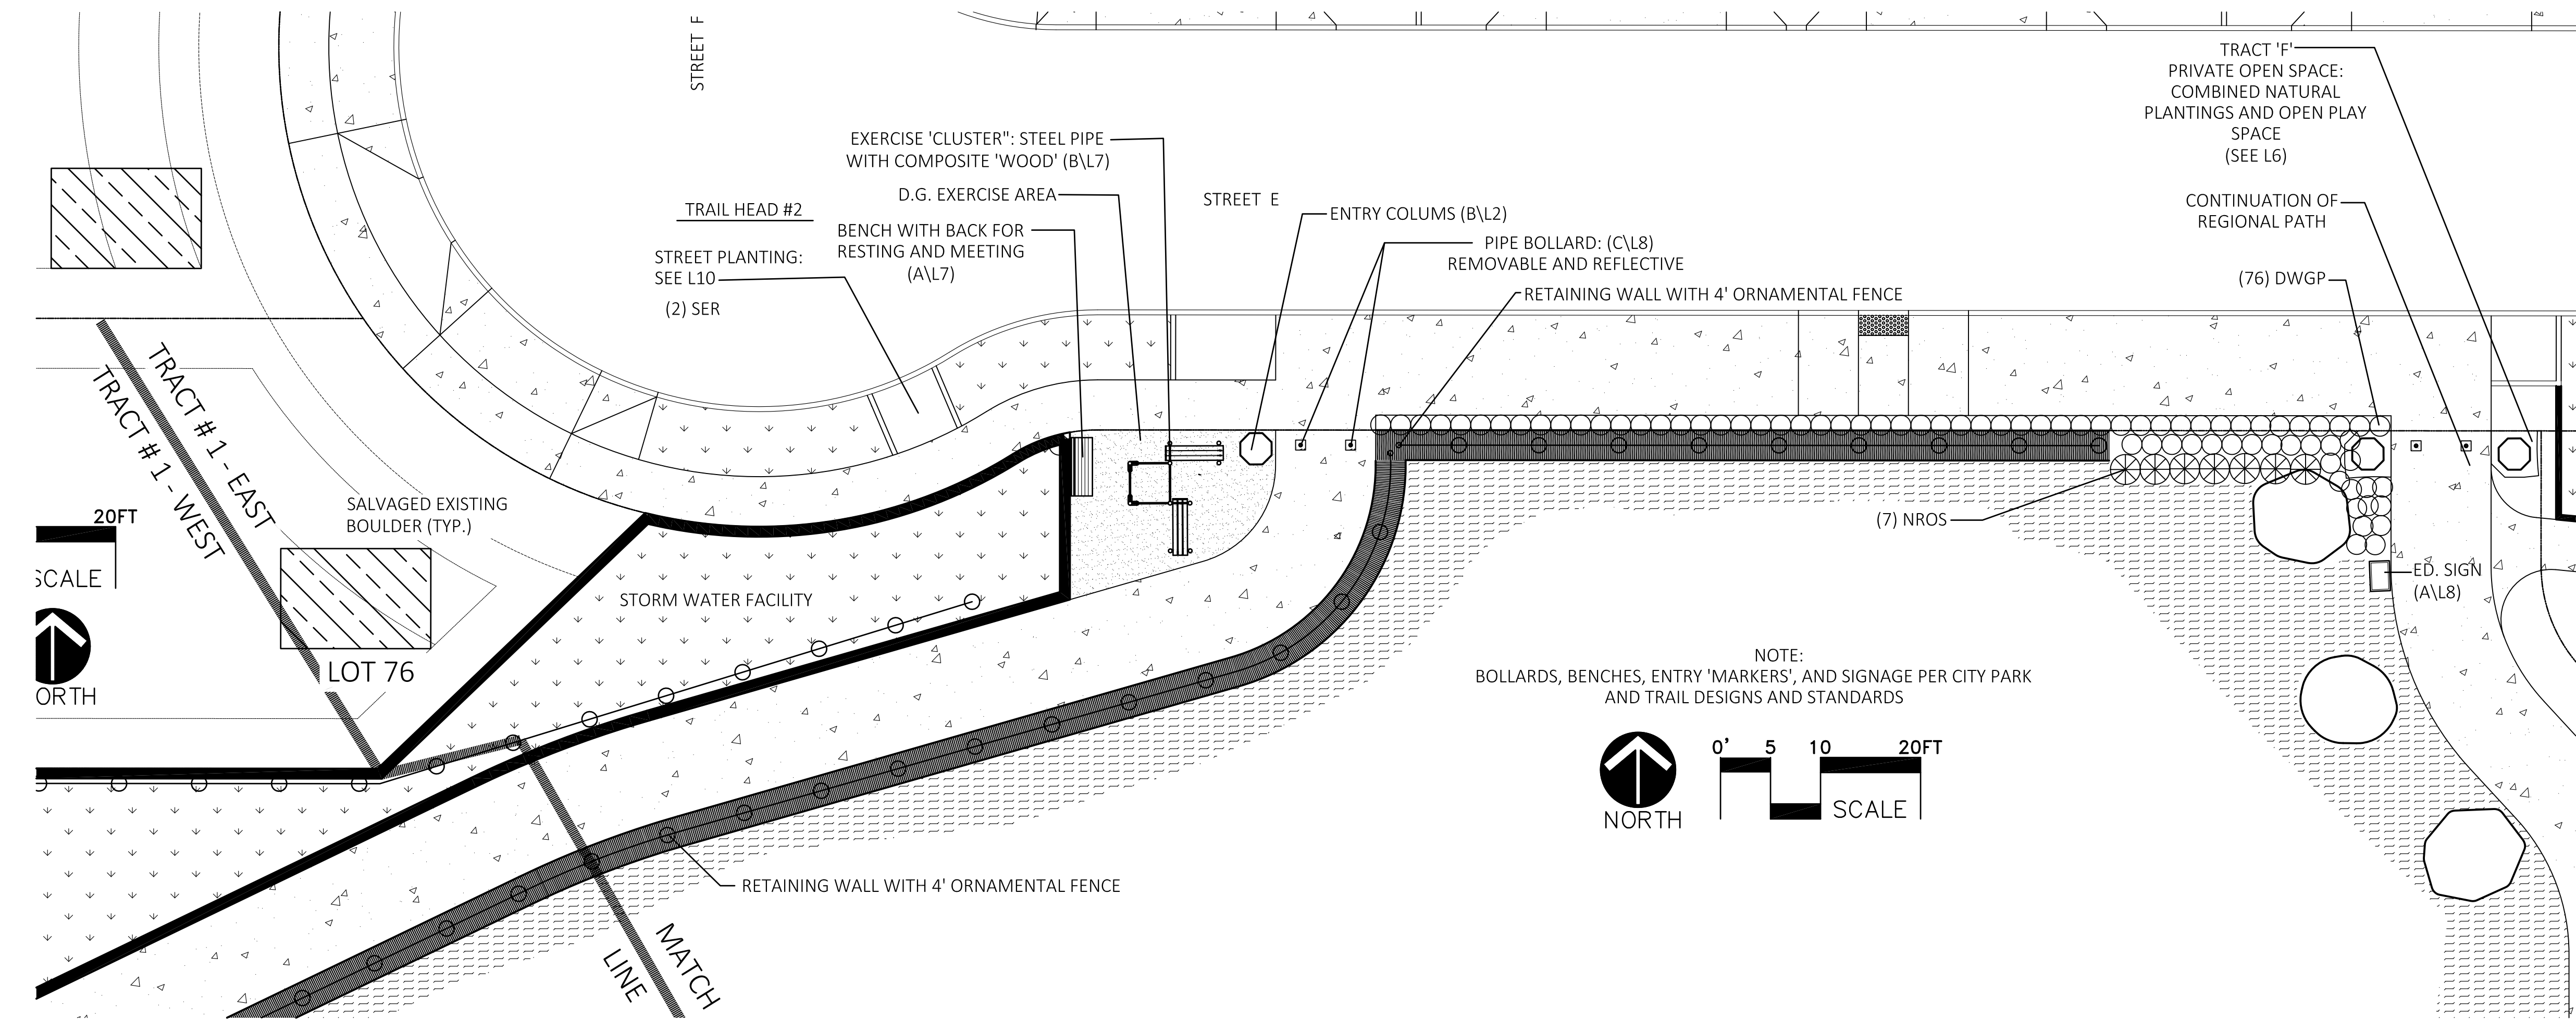 STREET F
TRACT 'F'
PRIVATE OPEN SPACE:
COMBINED NATURAL
PLANTINGS AND OPEN PLAY
SPACE
(SEE L6)
EXERCISE 'CLUSTER": STEEL PIPE
WITH COMPOSITE 'WOOD' (B\L7)
D.G. EXERCISE AREA
STREET E
TRAIL HEAD #2
ENTRY COLUMS (B\L2)
CONTINUATION OF
REGIONAL PATH
BENCH WITH BACK FOR
RESTING AND MEETING
(A\L7)
PIPE BOLLARD: (C\L8)
REMOVABLE AND REFLECTIVE
STREET PLANTING:
SEE L10
(2) SER
RETAINING WALL WITH 4' ORNAMENTAL FENCE
(76) DWGP
TRACT # 1 - EAST
TRACT # 1 - WEST
SALVAGED EXISTING
BOULDER (TYP.)
20FT
SCALE
ORTH
LOT 76
STORM WATER FACILITY
(7) NROS
ED. SIGN
(A\L8)
NOTE:
BOLLARDS, BENCHES, ENTRY 'MARKERS', AND SIGNAGE PER CITY PARK
AND TRAIL DESIGNS AND STANDARDS
0' 5 10 20FT
SCALE
NORTH
RETAINING WALL WITH 4' ORNAMENTAL FENCE
MATCH
LINE